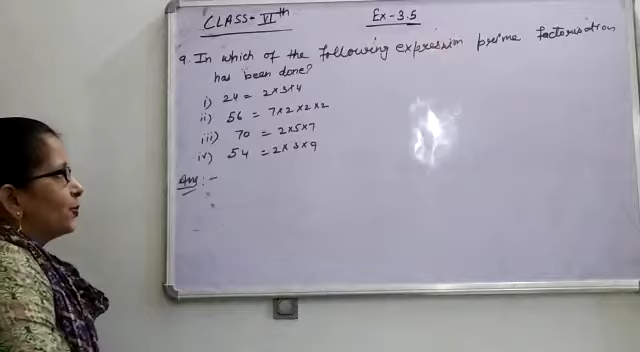 CLASS - VIth Ex - 3.5
9. In which of the following expression prime factorisation
has been done?
i) 24 = 2×3×4
ii) 56 = 7×2×2×2
iii) 70 = 2×5×7
iv) 54 = 2×3×9
Ans :-